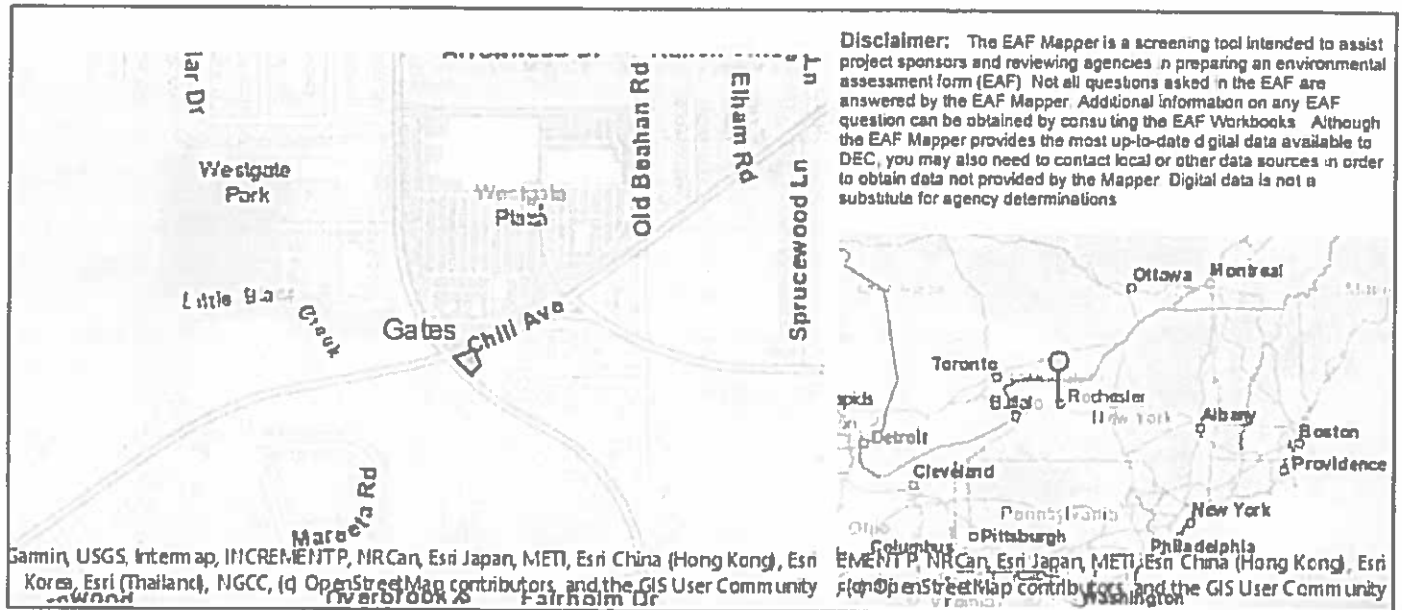 Disclaimer: The EAF Mapper is a screening tool intended to assist
project sponsors and reviewing agencies in preparing an environmental
assessment form (EAF) Not all questions asked in the EAF are
answered by the EAF Mapper. Additional information on any EAF
question can be obtained by consulting the EAF Workbooks Although
the EAF Mapper provides the most up-to-date digital data available to
DEC, you may also need to contact local or other data sources in order
to obtain data not provided by the Mapper. Digital data is not a
substitute for agency determinations
lar Dr
Old Beahan Rd
Elham Rd
Ln
Westgate
Park
Westgate
Plaza
Sprucewood Ln
Little
Creek
Gates
Chili Ave
Rd
Garmin, USGS, Intermap, INCREMENT P, NRCan, Esri Japan, METI, Esri China (Hong Kong), Esri
Korea, Esri (Thailand), NGCC, (c) OpenStreetMap contributors, and the GIS User Community
Overbrook
Fairholm Dr
Ottawa
Montreal
Toronto
Rochester
New York
apids
Detroit
Albany
Boston
Providence
Cleveland
Pennsylvania
New York
Ohio
Columbus
Pittsburgh
Philadelphia
EMENT P, NRCan, Esri Japan, METI, Esri China (Hong Kong), Esri
(c) OpenStreetMap contributors, and the GIS User Community
Washington